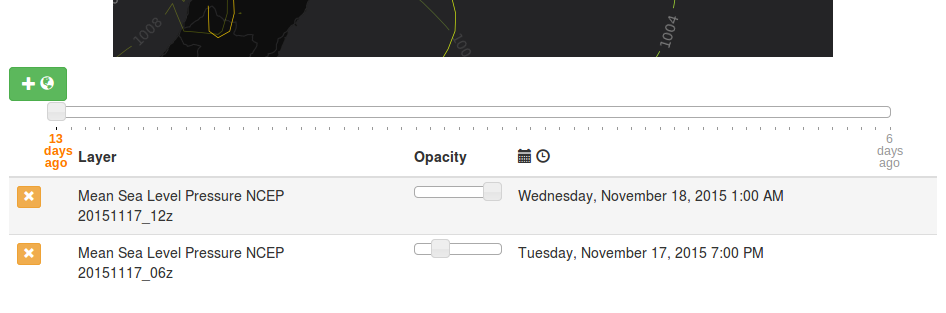 1008
100
1004
13
days
ago
6
days
ago
Layer
Opacity
Mean Sea Level Pressure NCEP
20151117_12z
Wednesday, November 18, 2015 1:00 AM
Mean Sea Level Pressure NCEP
20151117_06z
Tuesday, November 17, 2015 7:00 PM